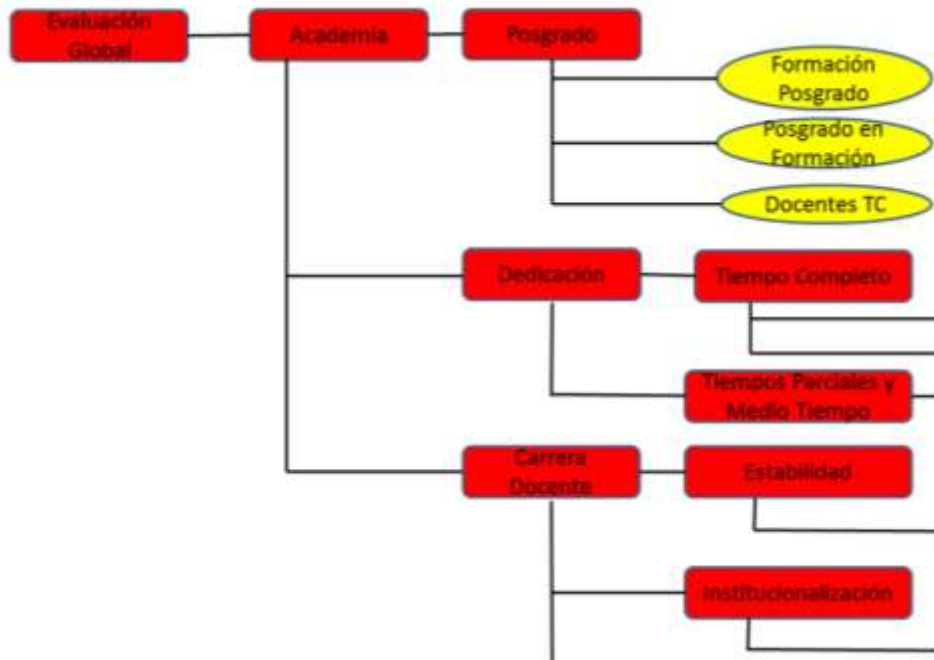 Evaluación
Global
Academia
Posgrado
Formación
Posgrado
Posgrado en
Formación
Docentes TC
Dedicación
Tiempo Completo
Tiempos Parciales y
Medio Tiempo
Carrera
Docente
Estabilidad
Institucionalización